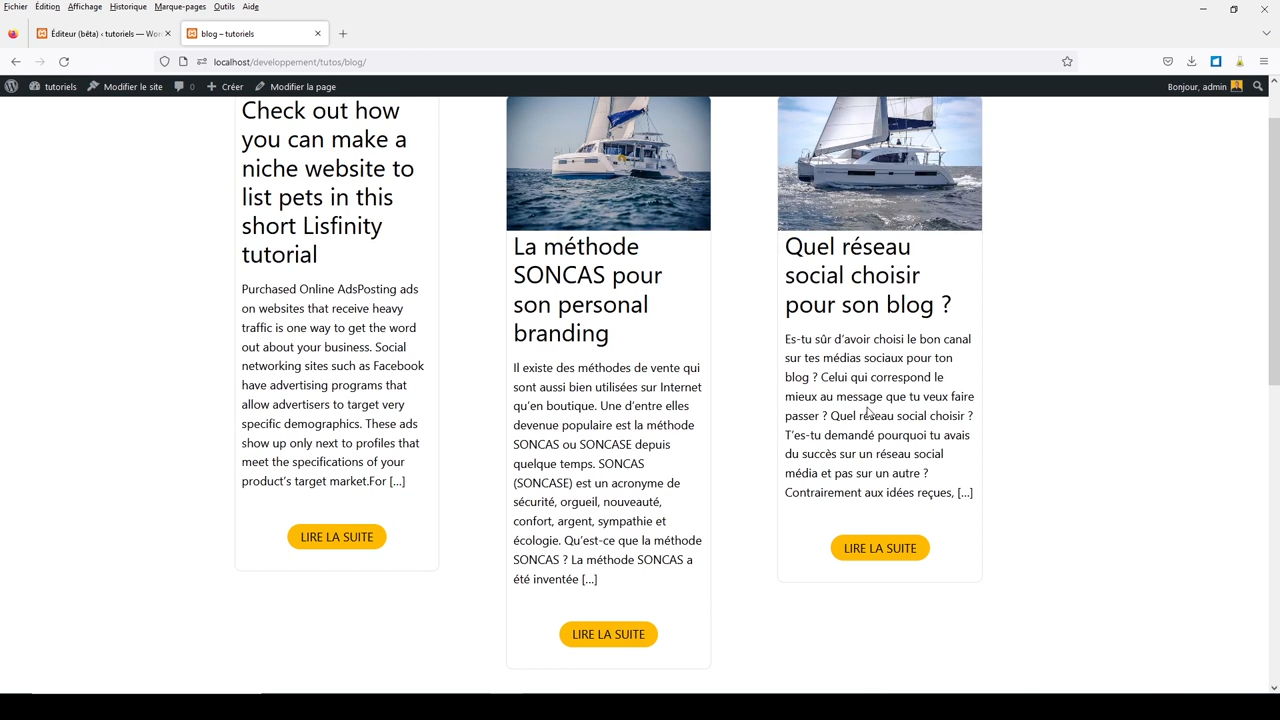 Fichier Édition Affichage Historique Marque-pages Outils Aide
Éditeur (bêta) ‹ tutoriels — Wor
blog – tutoriels
localhost/developpement/tutos/blog/
tutoriels Modifier le site 0 Créer Modifier la page Bonjour, admin
Check out how
you can make a
niche website to
list pets in this
short Lisfinity
tutorial
Purchased Online AdsPosting ads
on websites that receive heavy
traffic is one way to get the word
out about your business. Social
networking sites such as Facebook
have advertising programs that
allow advertisers to target very
specific demographics. These ads
show up only next to profiles that
meet the specifications of your
product’s target market.For […]
LIRE LA SUITE
La méthode
SONCAS pour
son personal
branding
Il existe des méthodes de vente qui
sont aussi bien utilisées sur Internet
qu’en boutique. Une d’entre elles
devenue populaire est la méthode
SONCAS ou SONCASE depuis
quelque temps. SONCAS
(SONCASE) est un acronyme de
sécurité, orgueil, nouveauté,
confort, argent, sympathie et
écologie. Qu’est-ce que la méthode
SONCAS ? La méthode SONCAS a
été inventée […]
LIRE LA SUITE
Quel réseau
social choisir
pour son blog ?
Es-tu sûr d’avoir choisi le bon canal
sur tes médias sociaux pour ton
blog ? Celui qui correspond le
mieux au message que tu veux faire
passer ? Quel réseau social choisir ?
T’es-tu demandé pourquoi tu avais
du succès sur un réseau social
média et pas sur un autre ?
Contrairement aux idées reçues, […]
LIRE LA SUITE